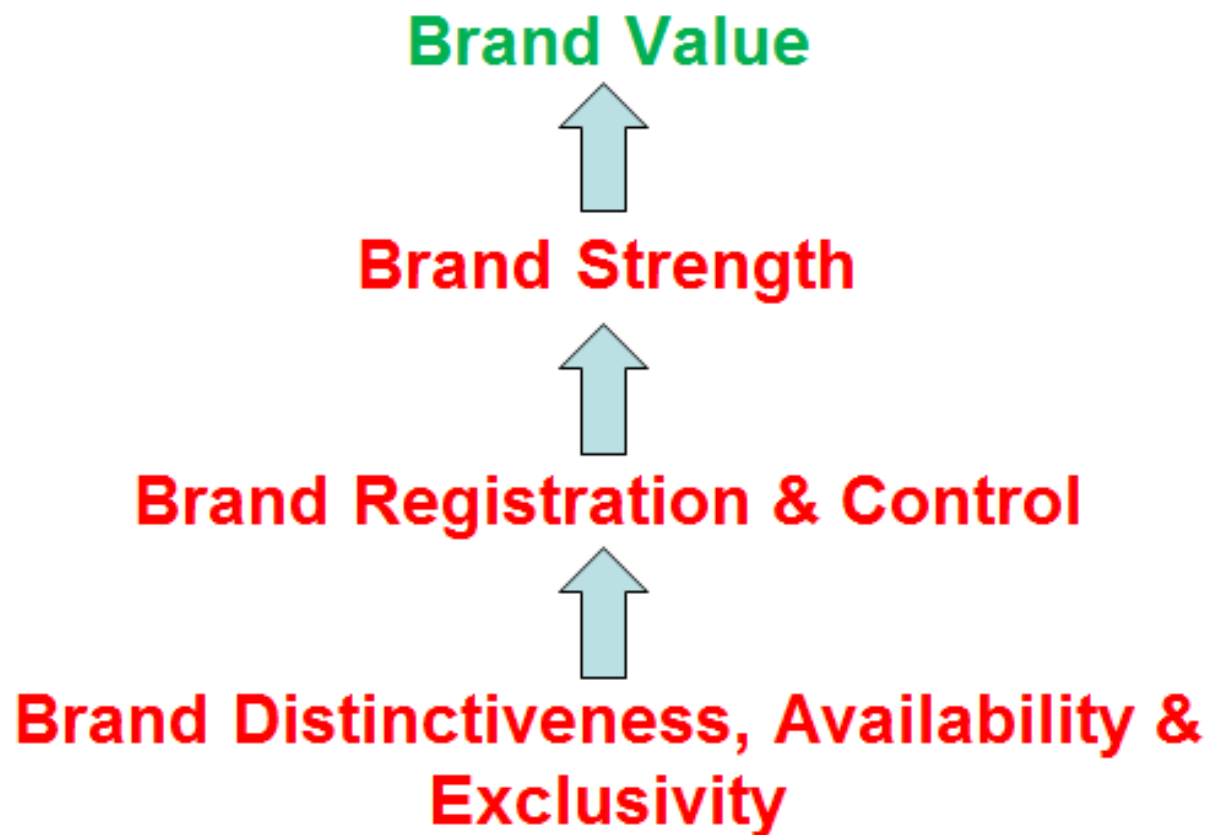 Brand Value
Brand Strength
Brand Registration & Control
Brand Distinctiveness, Availability &
Exclusivity